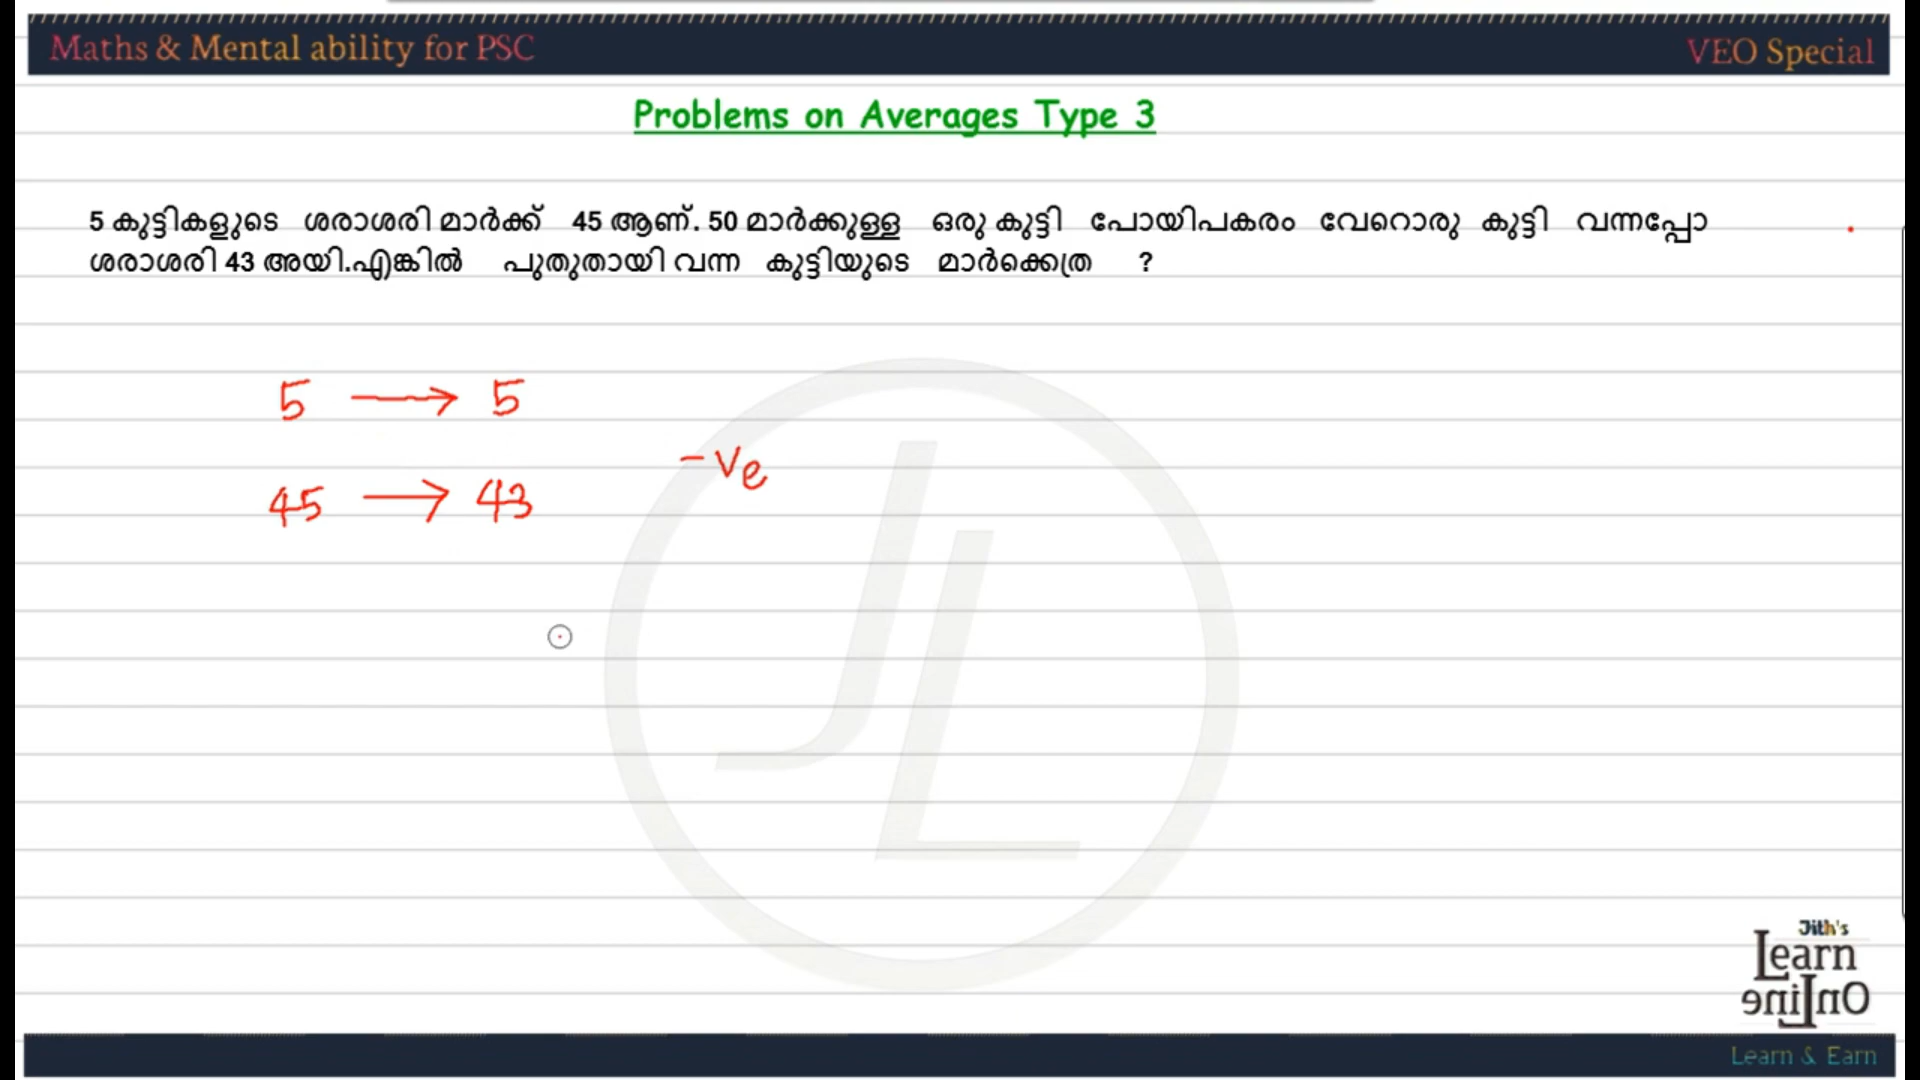 Maths & Mental ability for PSC
VEO Special
Problems on Averages Type 3
5 കുട്ടികളുടെ ശരാശരി മാർക്ക് 45 ആണ്. 50 മാർക്കുള്ള ഒരു കുട്ടി പോയിപകരം വേറൊരു കുട്ടി വന്നപ്പോ
ശരാശരി 43 അയി.എങ്കിൽ പുതുതായി വന്ന കുട്ടിയുടെ മാർക്കെത്ര ?
5 → 5
-ve
45 → 43
JL
Jith's
Learn
OnLine
Learn & Earn